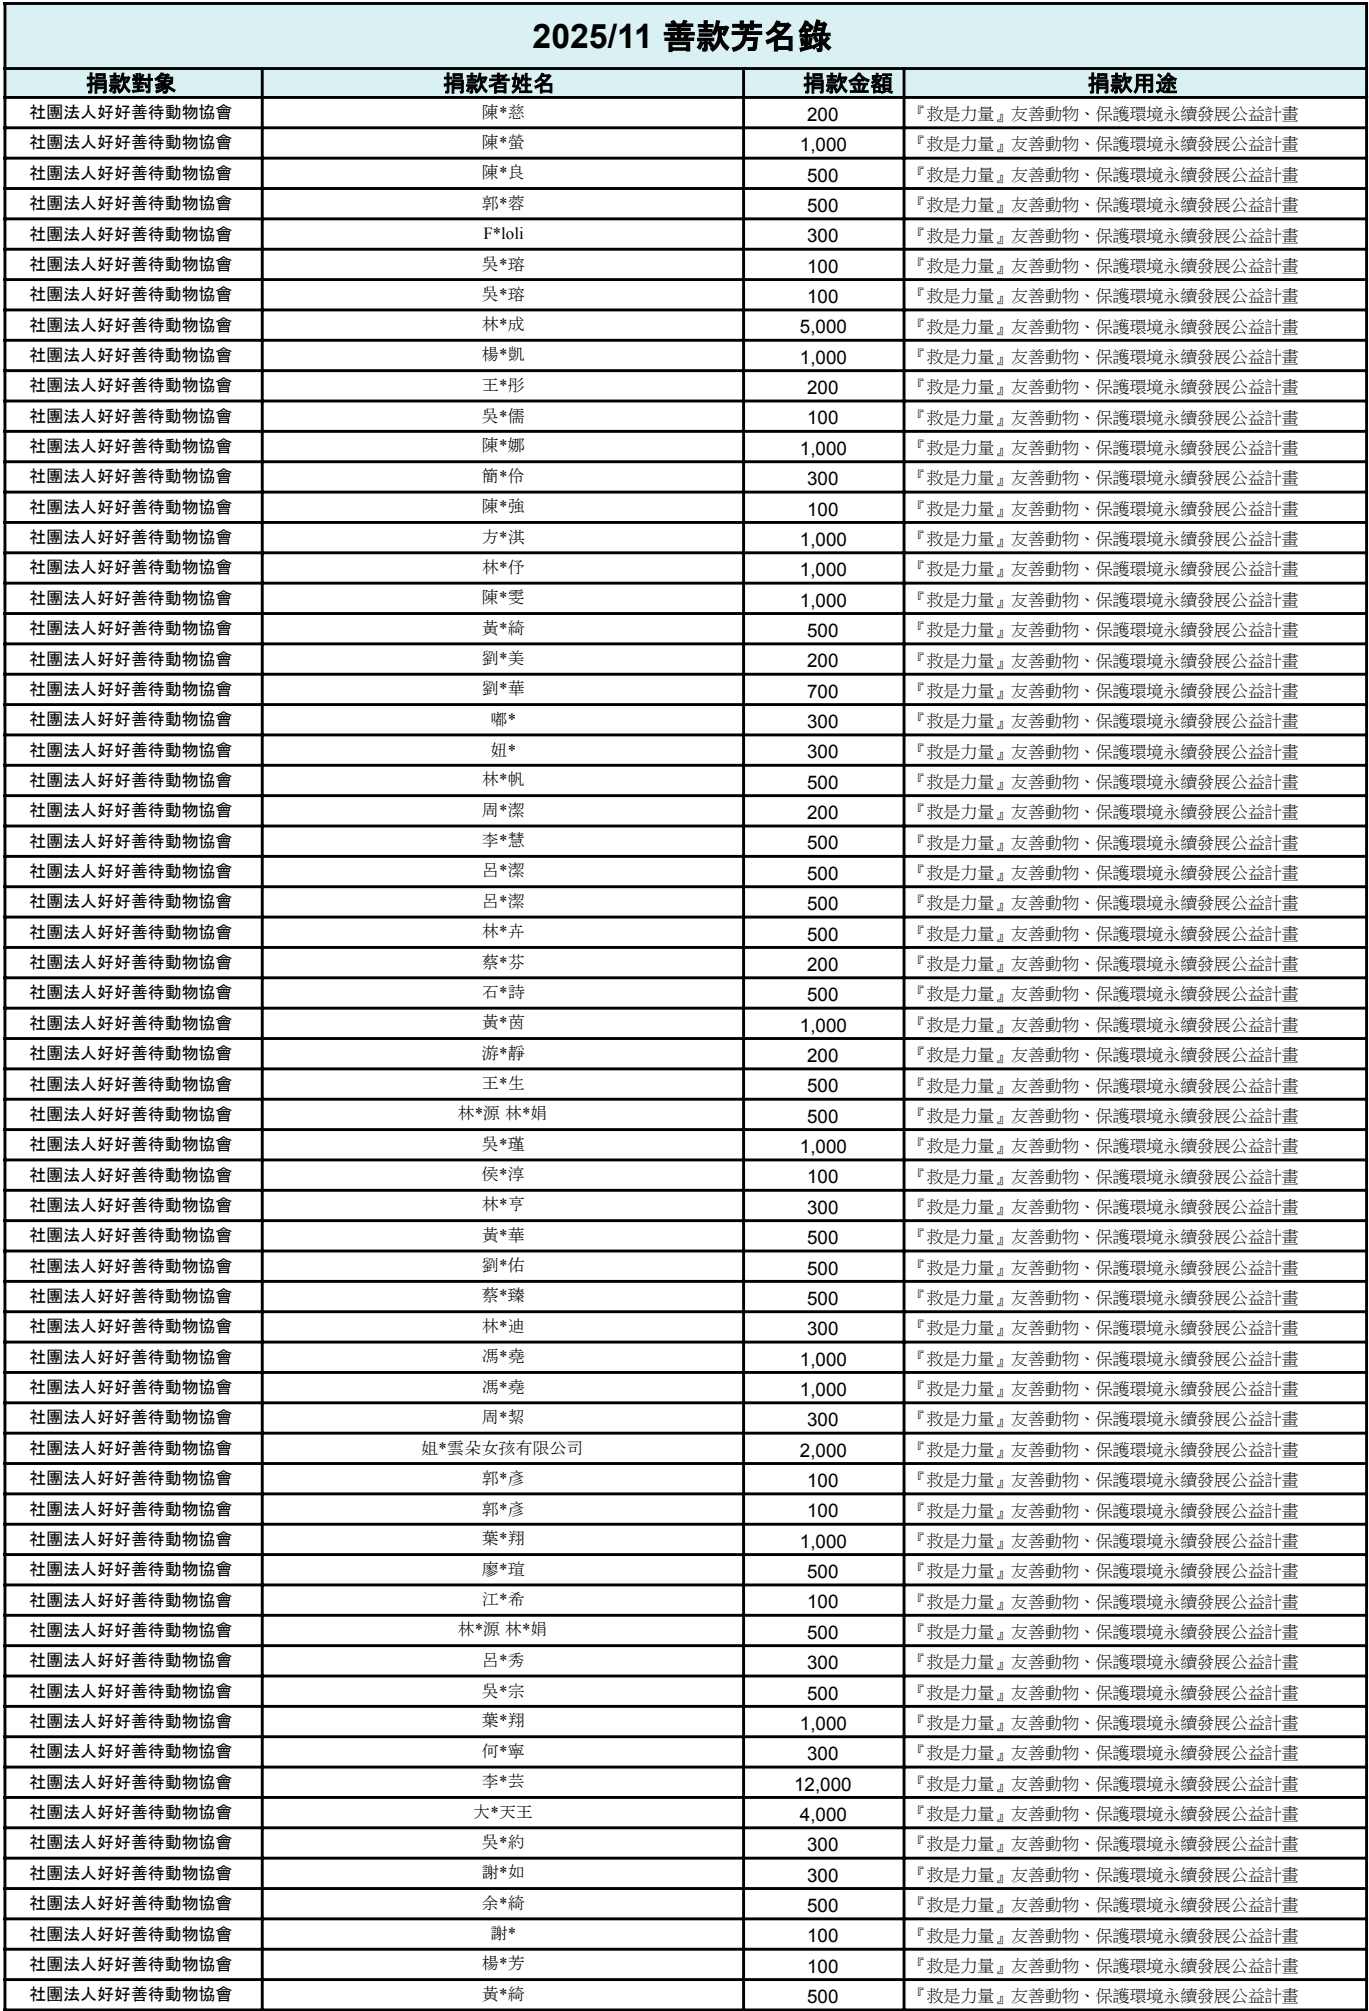 2025/11 善款芳名錄
捐款對象 捐款者姓名 捐款金額 捐款用途
社團法人好好善待動物協會 陳*慈 200 『救是力量』友善動物、保護環境永續發展公益計畫
社團法人好好善待動物協會 陳*螢 1,000 『救是力量』友善動物、保護環境永續發展公益計畫
社團法人好好善待動物協會 陳*良 500 『救是力量』友善動物、保護環境永續發展公益計畫
社團法人好好善待動物協會 郭*蓉 500 『救是力量』友善動物、保護環境永續發展公益計畫
社團法人好好善待動物協會 F*loli 300 『救是力量』友善動物、保護環境永續發展公益計畫
社團法人好好善待動物協會 吳*瑢 100 『救是力量』友善動物、保護環境永續發展公益計畫
社團法人好好善待動物協會 吳*瑢 100 『救是力量』友善動物、保護環境永續發展公益計畫
社團法人好好善待動物協會 林*成 5,000 『救是力量』友善動物、保護環境永續發展公益計畫
社團法人好好善待動物協會 楊*凱 1,000 『救是力量』友善動物、保護環境永續發展公益計畫
社團法人好好善待動物協會 王*彤 200 『救是力量』友善動物、保護環境永續發展公益計畫
社團法人好好善待動物協會 吳*儒 100 『救是力量』友善動物、保護環境永續發展公益計畫
社團法人好好善待動物協會 陳*娜 1,000 『救是力量』友善動物、保護環境永續發展公益計畫
社團法人好好善待動物協會 簡*伶 300 『救是力量』友善動物、保護環境永續發展公益計畫
社團法人好好善待動物協會 陳*強 100 『救是力量』友善動物、保護環境永續發展公益計畫
社團法人好好善待動物協會 方*淇 1,000 『救是力量』友善動物、保護環境永續發展公益計畫
社團法人好好善待動物協會 林*伃 1,000 『救是力量』友善動物、保護環境永續發展公益計畫
社團法人好好善待動物協會 陳*雯 1,000 『救是力量』友善動物、保護環境永續發展公益計畫
社團法人好好善待動物協會 黃*綺 500 『救是力量』友善動物、保護環境永續發展公益計畫
社團法人好好善待動物協會 劉*美 200 『救是力量』友善動物、保護環境永續發展公益計畫
社團法人好好善待動物協會 劉*華 700 『救是力量』友善動物、保護環境永續發展公益計畫
社團法人好好善待動物協會 嘟* 300 『救是力量』友善動物、保護環境永續發展公益計畫
社團法人好好善待動物協會 妞* 300 『救是力量』友善動物、保護環境永續發展公益計畫
社團法人好好善待動物協會 林*帆 500 『救是力量』友善動物、保護環境永續發展公益計畫
社團法人好好善待動物協會 周*潔 200 『救是力量』友善動物、保護環境永續發展公益計畫
社團法人好好善待動物協會 李*慧 500 『救是力量』友善動物、保護環境永續發展公益計畫
社團法人好好善待動物協會 呂*潔 500 『救是力量』友善動物、保護環境永續發展公益計畫
社團法人好好善待動物協會 呂*潔 500 『救是力量』友善動物、保護環境永續發展公益計畫
社團法人好好善待動物協會 林*卉 500 『救是力量』友善動物、保護環境永續發展公益計畫
社團法人好好善待動物協會 蔡*芬 200 『救是力量』友善動物、保護環境永續發展公益計畫
社團法人好好善待動物協會 石*詩 500 『救是力量』友善動物、保護環境永續發展公益計畫
社團法人好好善待動物協會 黃*茵 1,000 『救是力量』友善動物、保護環境永續發展公益計畫
社團法人好好善待動物協會 游*靜 200 『救是力量』友善動物、保護環境永續發展公益計畫
社團法人好好善待動物協會 王*生 500 『救是力量』友善動物、保護環境永續發展公益計畫
社團法人好好善待動物協會 林*源 林*娟 500 『救是力量』友善動物、保護環境永續發展公益計畫
社團法人好好善待動物協會 吳*瑾 1,000 『救是力量』友善動物、保護環境永續發展公益計畫
社團法人好好善待動物協會 侯*淳 100 『救是力量』友善動物、保護環境永續發展公益計畫
社團法人好好善待動物協會 林*亨 300 『救是力量』友善動物、保護環境永續發展公益計畫
社團法人好好善待動物協會 黃*華 500 『救是力量』友善動物、保護環境永續發展公益計畫
社團法人好好善待動物協會 劉*佑 500 『救是力量』友善動物、保護環境永續發展公益計畫
社團法人好好善待動物協會 蔡*臻 500 『救是力量』友善動物、保護環境永續發展公益計畫
社團法人好好善待動物協會 林*迪 300 『救是力量』友善動物、保護環境永續發展公益計畫
社團法人好好善待動物協會 馮*堯 1,000 『救是力量』友善動物、保護環境永續發展公益計畫
社團法人好好善待動物協會 馮*堯 1,000 『救是力量』友善動物、保護環境永續發展公益計畫
社團法人好好善待動物協會 周*絜 300 『救是力量』友善動物、保護環境永續發展公益計畫
社團法人好好善待動物協會 姐*雲朵女孩有限公司 2,000 『救是力量』友善動物、保護環境永續發展公益計畫
社團法人好好善待動物協會 郭*彥 100 『救是力量』友善動物、保護環境永續發展公益計畫
社團法人好好善待動物協會 郭*彥 100 『救是力量』友善動物、保護環境永續發展公益計畫
社團法人好好善待動物協會 葉*翔 1,000 『救是力量』友善動物、保護環境永續發展公益計畫
社團法人好好善待動物協會 廖*瑄 500 『救是力量』友善動物、保護環境永續發展公益計畫
社團法人好好善待動物協會 江*希 100 『救是力量』友善動物、保護環境永續發展公益計畫
社團法人好好善待動物協會 林*源 林*娟 500 『救是力量』友善動物、保護環境永續發展公益計畫
社團法人好好善待動物協會 呂*秀 300 『救是力量』友善動物、保護環境永續發展公益計畫
社團法人好好善待動物協會 吳*宗 500 『救是力量』友善動物、保護環境永續發展公益計畫
社團法人好好善待動物協會 葉*翔 1,000 『救是力量』友善動物、保護環境永續發展公益計畫
社團法人好好善待動物協會 何*寧 300 『救是力量』友善動物、保護環境永續發展公益計畫
社團法人好好善待動物協會 李*芸 12,000 『救是力量』友善動物、保護環境永續發展公益計畫
社團法人好好善待動物協會 大*天王 4,000 『救是力量』友善動物、保護環境永續發展公益計畫
社團法人好好善待動物協會 吳*約 300 『救是力量』友善動物、保護環境永續發展公益計畫
社團法人好好善待動物協會 謝*如 300 『救是力量』友善動物、保護環境永續發展公益計畫
社團法人好好善待動物協會 余*綺 500 『救是力量』友善動物、保護環境永續發展公益計畫
社團法人好好善待動物協會 謝* 100 『救是力量』友善動物、保護環境永續發展公益計畫
社團法人好好善待動物協會 楊*芳 100 『救是力量』友善動物、保護環境永續發展公益計畫
社團法人好好善待動物協會 黃*綺 500 『救是力量』友善動物、保護環境永續發展公益計畫